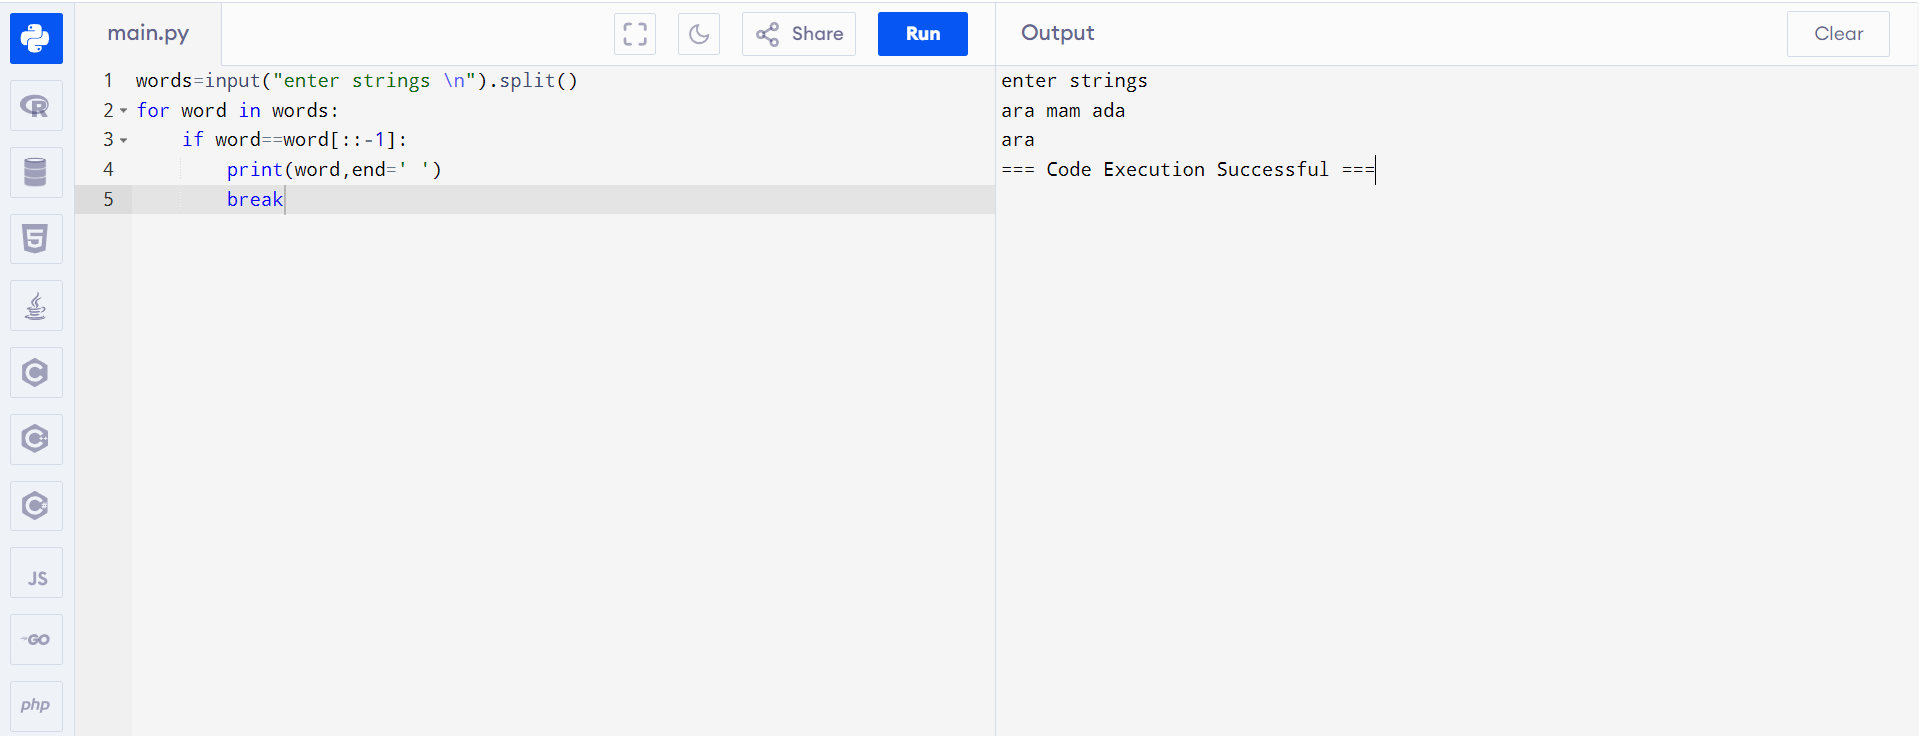 main.py
Share
Run
Output
Clear
1 words=input("enter strings \n").split()
2 for word in words:
3 if word==word[::-1]:
4 print(word,end=' ')
5 break
enter strings
ara mam ada
ara
=== Code Execution Successful ===
R
5
C
C++
C#
JS
GO
php